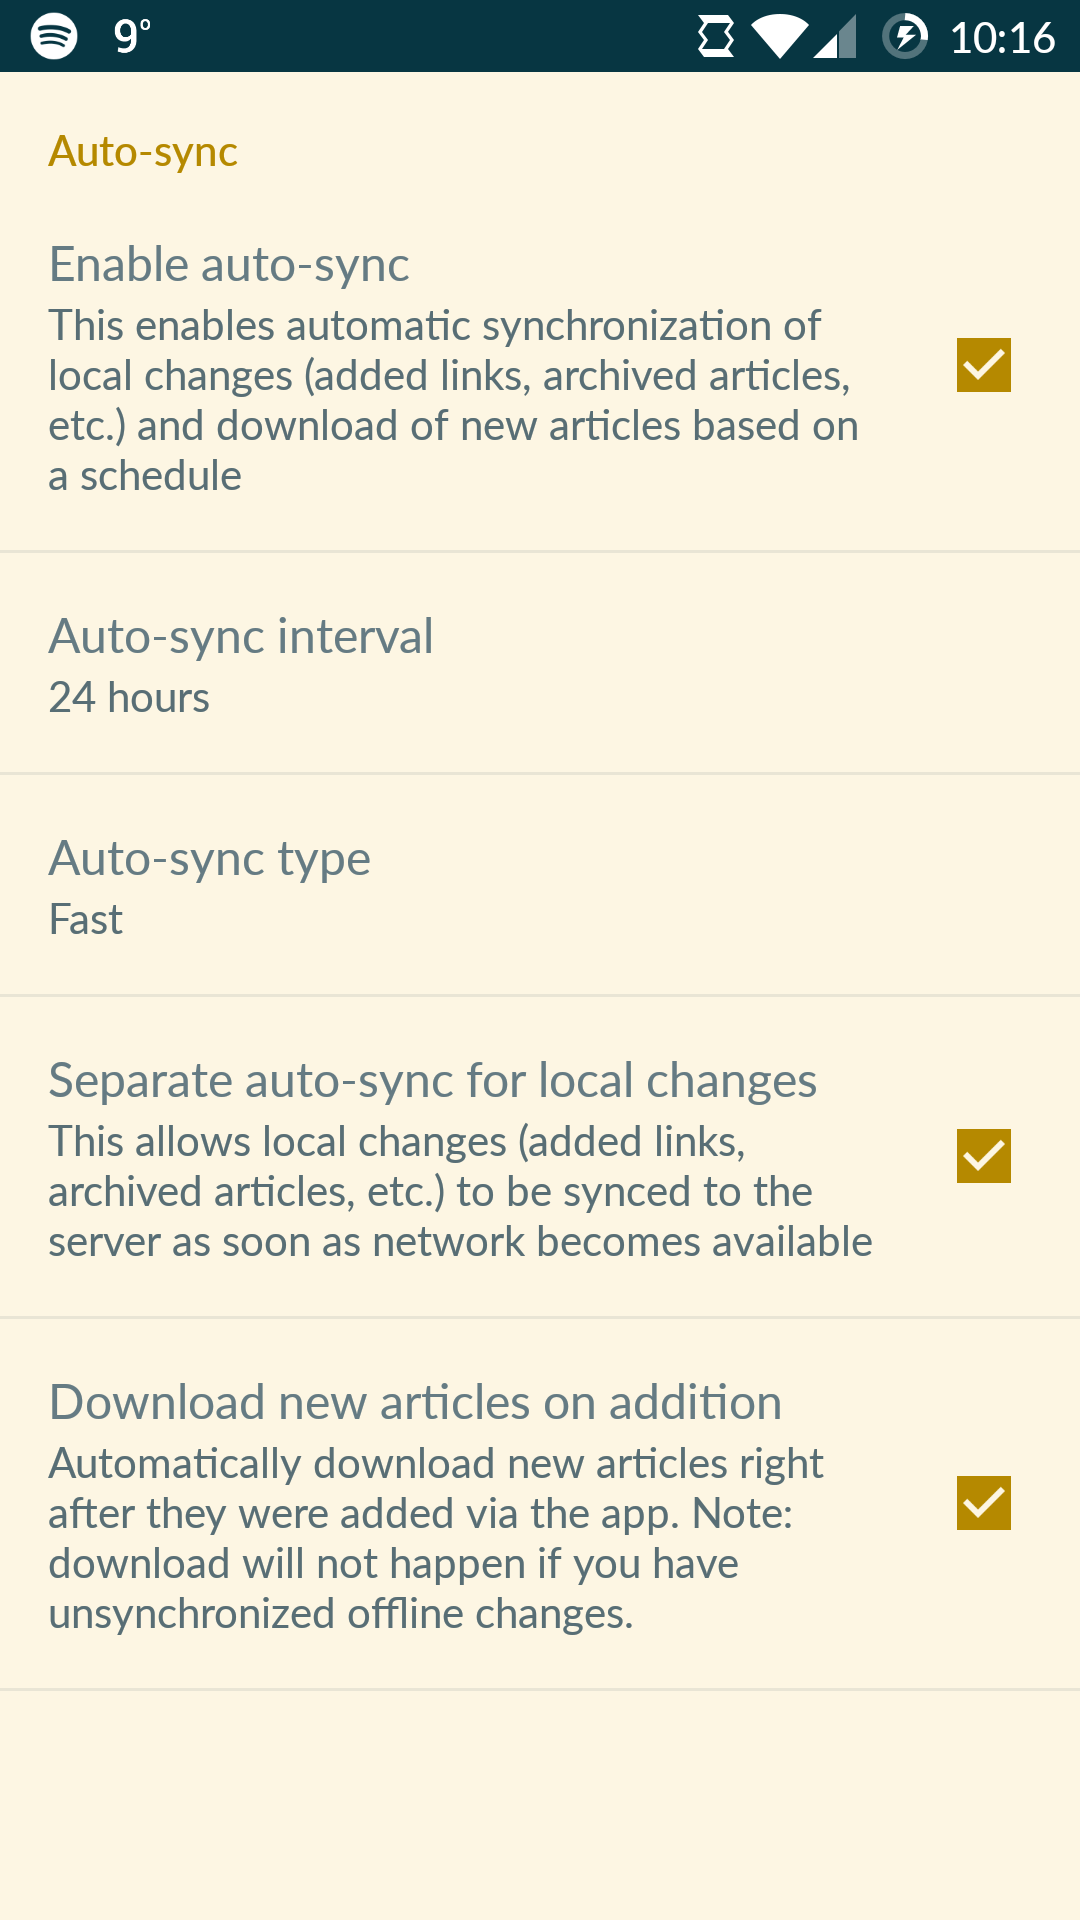 9° 10:16
Auto-sync
Enable auto-sync
This enables automatic synchronization of
local changes (added links, archived articles,
etc.) and download of new articles based on
a schedule
Auto-sync interval
24 hours
Auto-sync type
Fast
Separate auto-sync for local changes
This allows local changes (added links,
archived articles, etc.) to be synced to the
server as soon as network becomes available
Download new articles on addition
Automatically download new articles right
after they were added via the app. Note:
download will not happen if you have
unsynchronized offline changes.